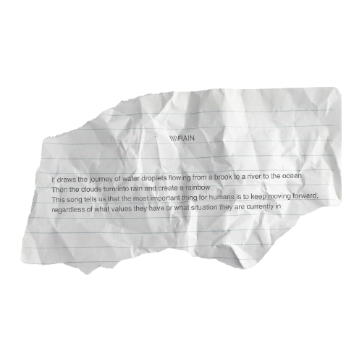 \\\\RAIN
It draws the journey of water droplets flowing from a brook to a river to the ocean
Then the clouds turn into rain and create a rainbow
This song tells us that the most important thing for humans is to keep moving forward,
regardless of what values they have or what situation they are currently in